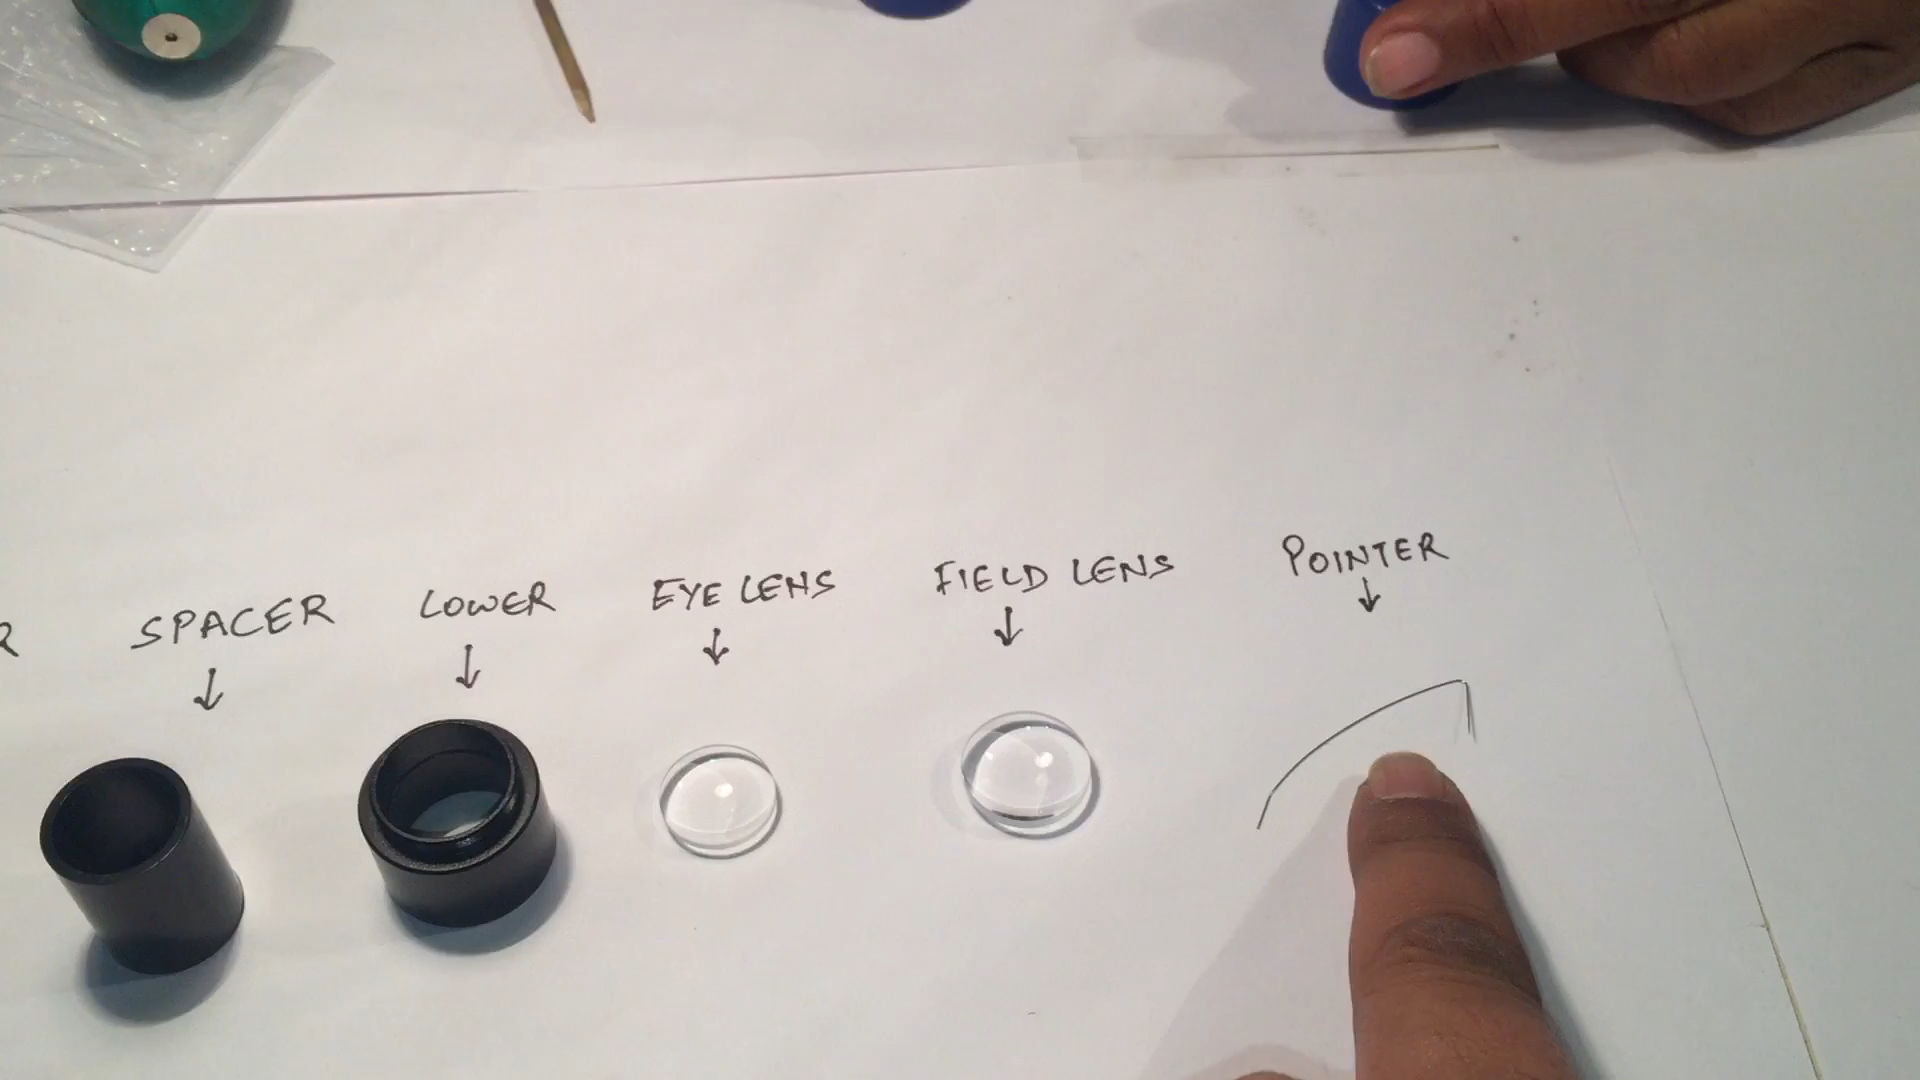 SPACER
LOWER
EYE LENS
FIELD LENS
POINTER